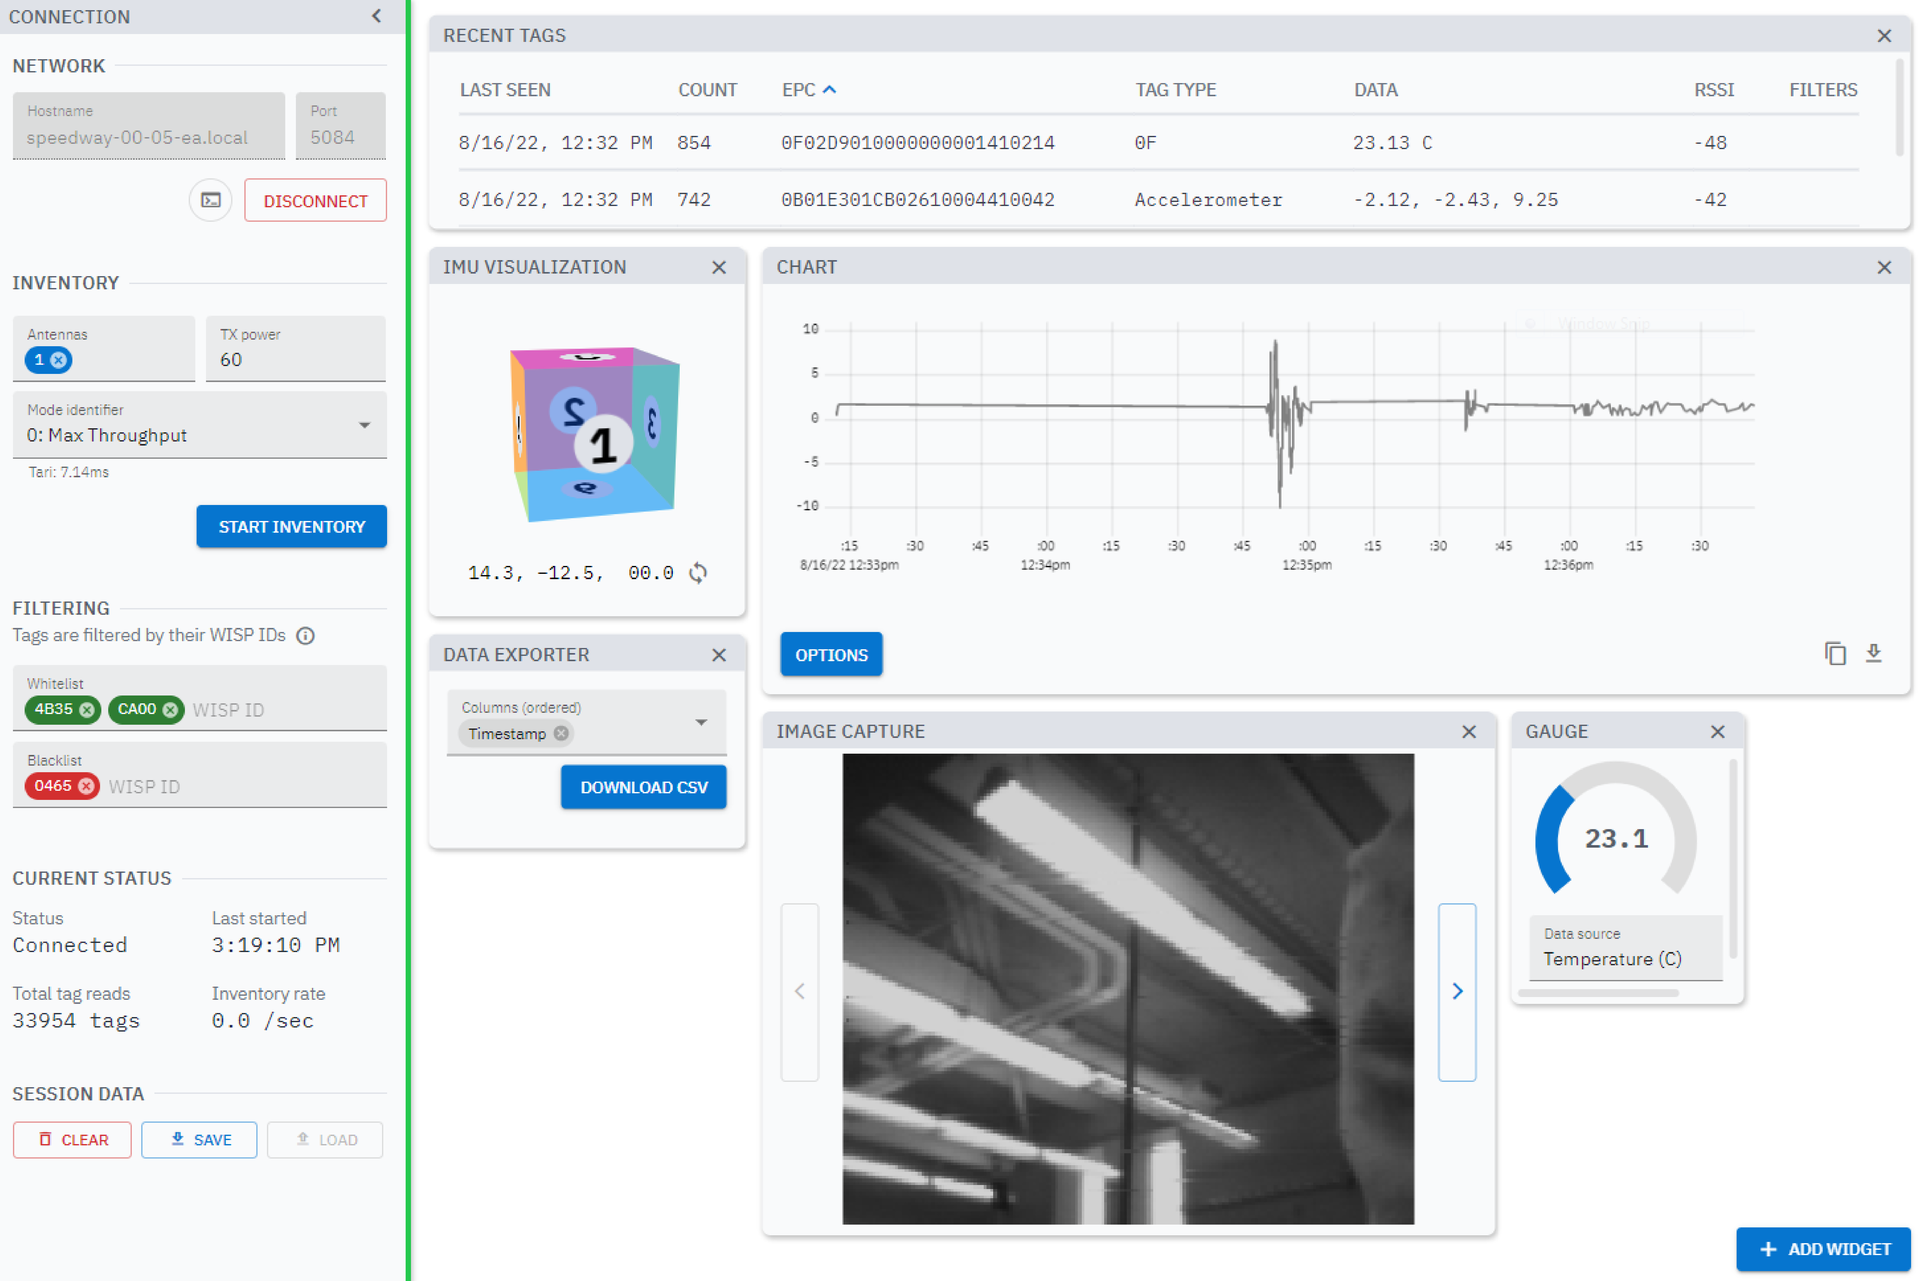 CONNECTION
NETWORK
Hostname
speedway-00-05-ea.local
Port
5084
DISCONNECT
INVENTORY
Antennas
1
TX power
60
Mode identifier
0: Max Throughput
Tari: 7.14ms
START INVENTORY
FILTERING
Tags are filtered by their WISP IDs
Whitelist
4B35 CA00 WISP ID
Blacklist
0465 WISP ID
CURRENT STATUS
Status
Connected
Last started
3:19:10 PM
Total tag reads
33954 tags
Inventory rate
0.0 /sec
SESSION DATA
CLEAR SAVE LOAD
RECENT TAGS
LAST SEEN COUNT EPC TAG TYPE DATA RSSI FILTERS
8/16/22, 12:32 PM 854 0F02D9010000000001410214 0F 23.13 C -48
8/16/22, 12:32 PM 742 0B01E301CB02610004410042 Accelerometer -2.12, -2.43, 9.25 -42
IMU VISUALIZATION
2
1
3
14.3, -12.5, 00.0
DATA EXPORTER
Columns (ordered)
Timestamp
DOWNLOAD CSV
CHART
Window Snip
10
5
0
-5
-10
:15 :30 :45 :00 :15 :30 :45 :00 :15 :30 :45 :00 :15 :30
8/16/22 12:33pm 12:34pm 12:35pm 12:36pm
OPTIONS
IMAGE CAPTURE
GAUGE
23.1
Data source
Temperature (C)
ADD WIDGET